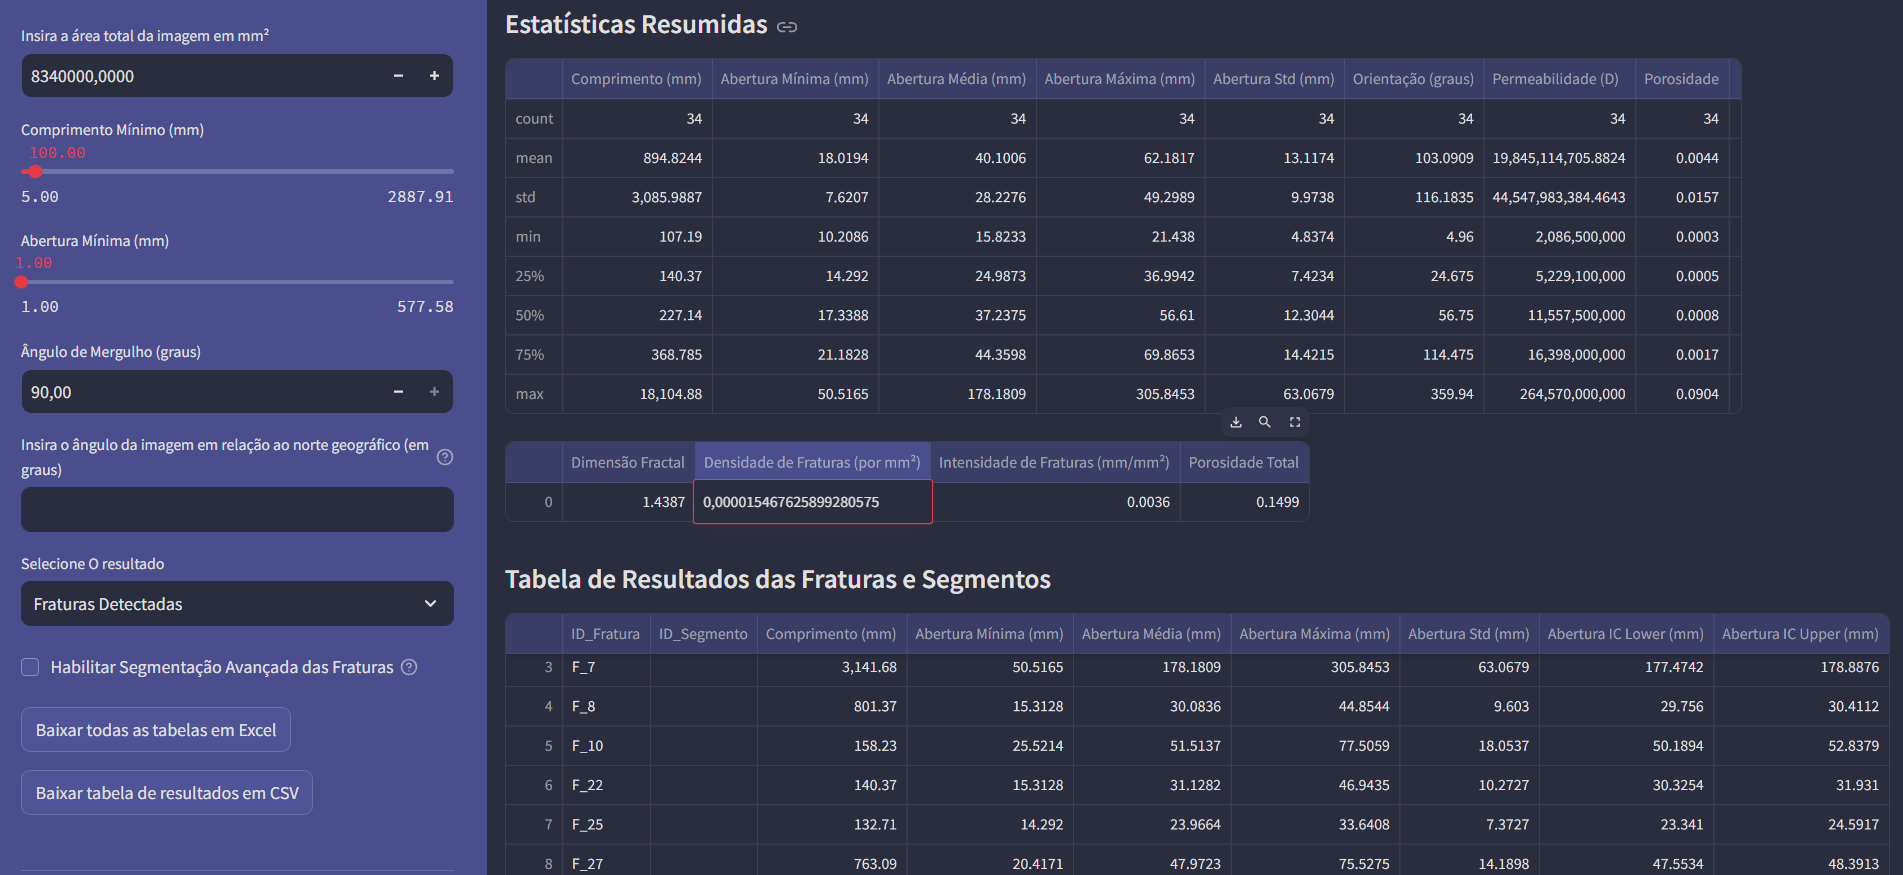 Insira a área total da imagem em mm²
8340000,0000
Comprimento Mínimo (mm)
100.00
5.00 2887.91
Abertura Mínima (mm)
1.00
1.00 577.58
Ângulo de Mergulho (graus)
90,00
Insira o ângulo da imagem em relação ao norte geográfico (em
graus)
Selecione O resultado
Fraturas Detectadas
Habilitar Segmentação Avançada das Fraturas
Baixar todas as tabelas em Excel
Baixar tabela de resultados em CSV
Estatísticas Resumidas
Comprimento (mm) Abertura Mínima (mm) Abertura Média (mm) Abertura Máxima (mm) Abertura Std (mm) Orientação (graus) Permeabilidade (D) Porosidade
count 34 34 34 34 34 34 34 34
mean 894.8244 18.0194 40.1006 62.1817 13.1174 103.0909 19,845,114,705.8824 0.0044
std 3,085.9887 7.6207 28.2276 49.2989 9.9738 116.1835 44,547,983,384.4643 0.0157
min 107.19 10.2086 15.8233 21.438 4.8374 4.96 2,086,500,000 0.0003
25% 140.37 14.292 24.9873 36.9942 7.4234 24.675 5,229,100,000 0.0005
50% 227.14 17.3388 37.2375 56.61 12.3044 56.75 11,557,500,000 0.0008
75% 368.785 21.1828 44.3598 69.8653 14.4215 114.475 16,398,000,000 0.0017
max 18,104.88 50.5165 178.1809 305.8453 63.0679 359.94 264,570,000,000 0.0904
Dimensão Fractal Densidade de Fraturas (por mm²) Intensidade de Fraturas (mm/mm²) Porosidade Total
0 1.4387 0,000015467625899280575 0.0036 0.1499
Tabela de Resultados das Fraturas e Segmentos
ID_Fratura ID_Segmento Comprimento (mm) Abertura Mínima (mm) Abertura Média (mm) Abertura Máxima (mm) Abertura Std (mm) Abertura IC Lower (mm) Abertura IC Upper (mm)
3 F_7 3,141.68 50.5165 178.1809 305.8453 63.0679 177.4742 178.8876
4 F_8 801.37 15.3128 30.0836 44.8544 9.603 29.756 30.4112
5 F_10 158.23 25.5214 51.5137 77.5059 18.0537 50.1894 52.8379
6 F_22 140.37 15.3128 31.1282 46.9435 10.2727 30.3254 31.931
7 F_25 132.71 14.292 23.9664 33.6408 7.3727 23.341 24.5917
8 F_27 763.09 20.4171 47.9723 75.5275 14.1898 47.5534 48.3913